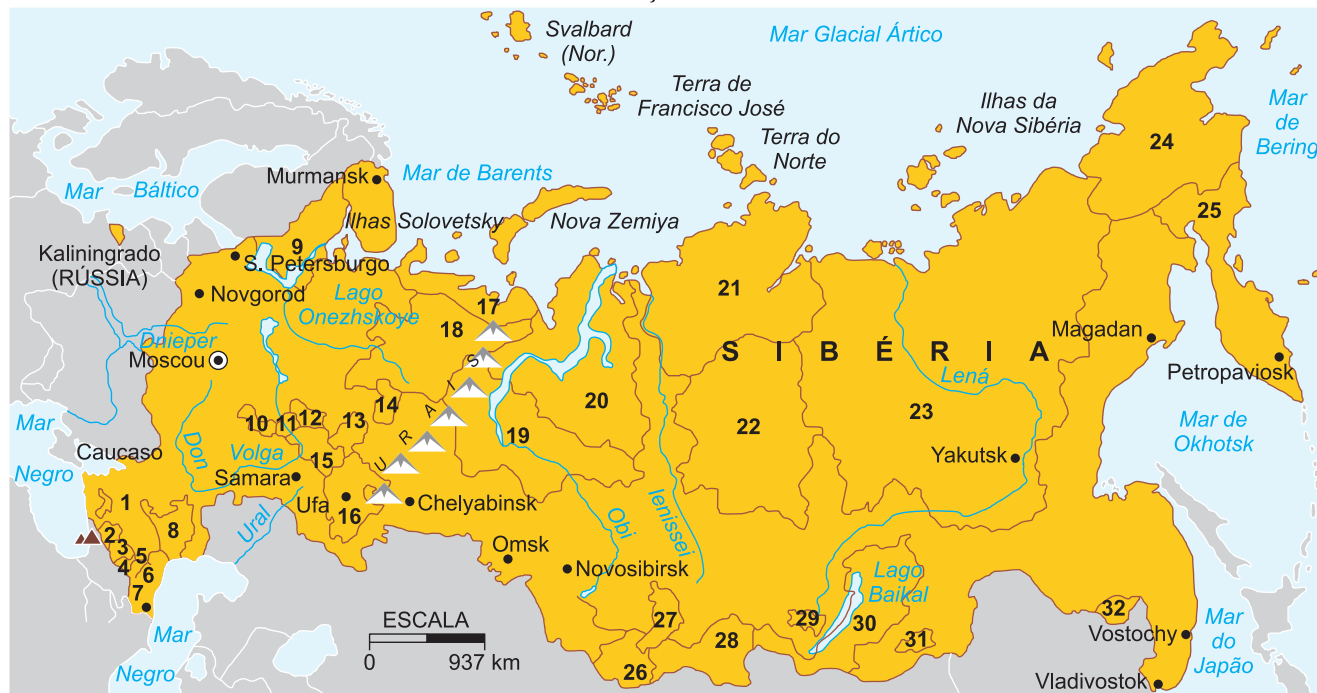 Svalbard
(Nor.)
Mar Glacial Ártico
Terra de
Francisco José
Terra do
Norte
Ilhas da
Nova Sibéria
Mar
de
Bering
24
25
Mar Báltico
Murmansk
Mar de Barents
Ilhas Solovetsky
Nova Zemiya
Kaliningrado
(RÚSSIA)
9
S. Petersburgo
Novgorod
Lago
Onezhskoye
17
18
21
SIBÉRIA
Magadan
Petropaviosk
Dnieper
Moscou
URAIS
Lená
Mar de
Okhotsk
10
11
12
13
14
19
20
22
23
Mar
Negro
Caucaso
Don
Volga
15
Samara
Ufa
16
Chelyabinsk
Yakutsk
1
2
3
4
5
6
7
8
Ural
Obi
Ienissei
Omsk
Novosibirsk
Lago
Baikal
ESCALA
0 937 km
26
27
28
29
30
31
32
Vostochy
Vladivostok
Mar
do
Japão
Mar
Negro